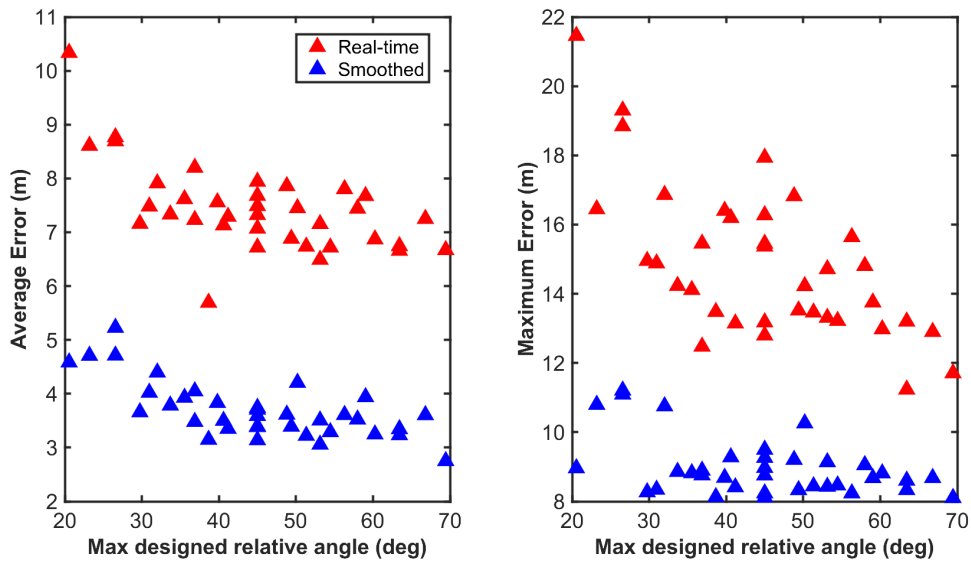 11
10
9
8
7
6
5
4
3
2
Average Error (m)
Real-time
Smoothed
20 30 40 50 60 70
Max designed relative angle (deg)
22
20
18
16
14
12
10
8
Maximum Error (m)
20 30 40 50 60 70
Max designed relative angle (deg)